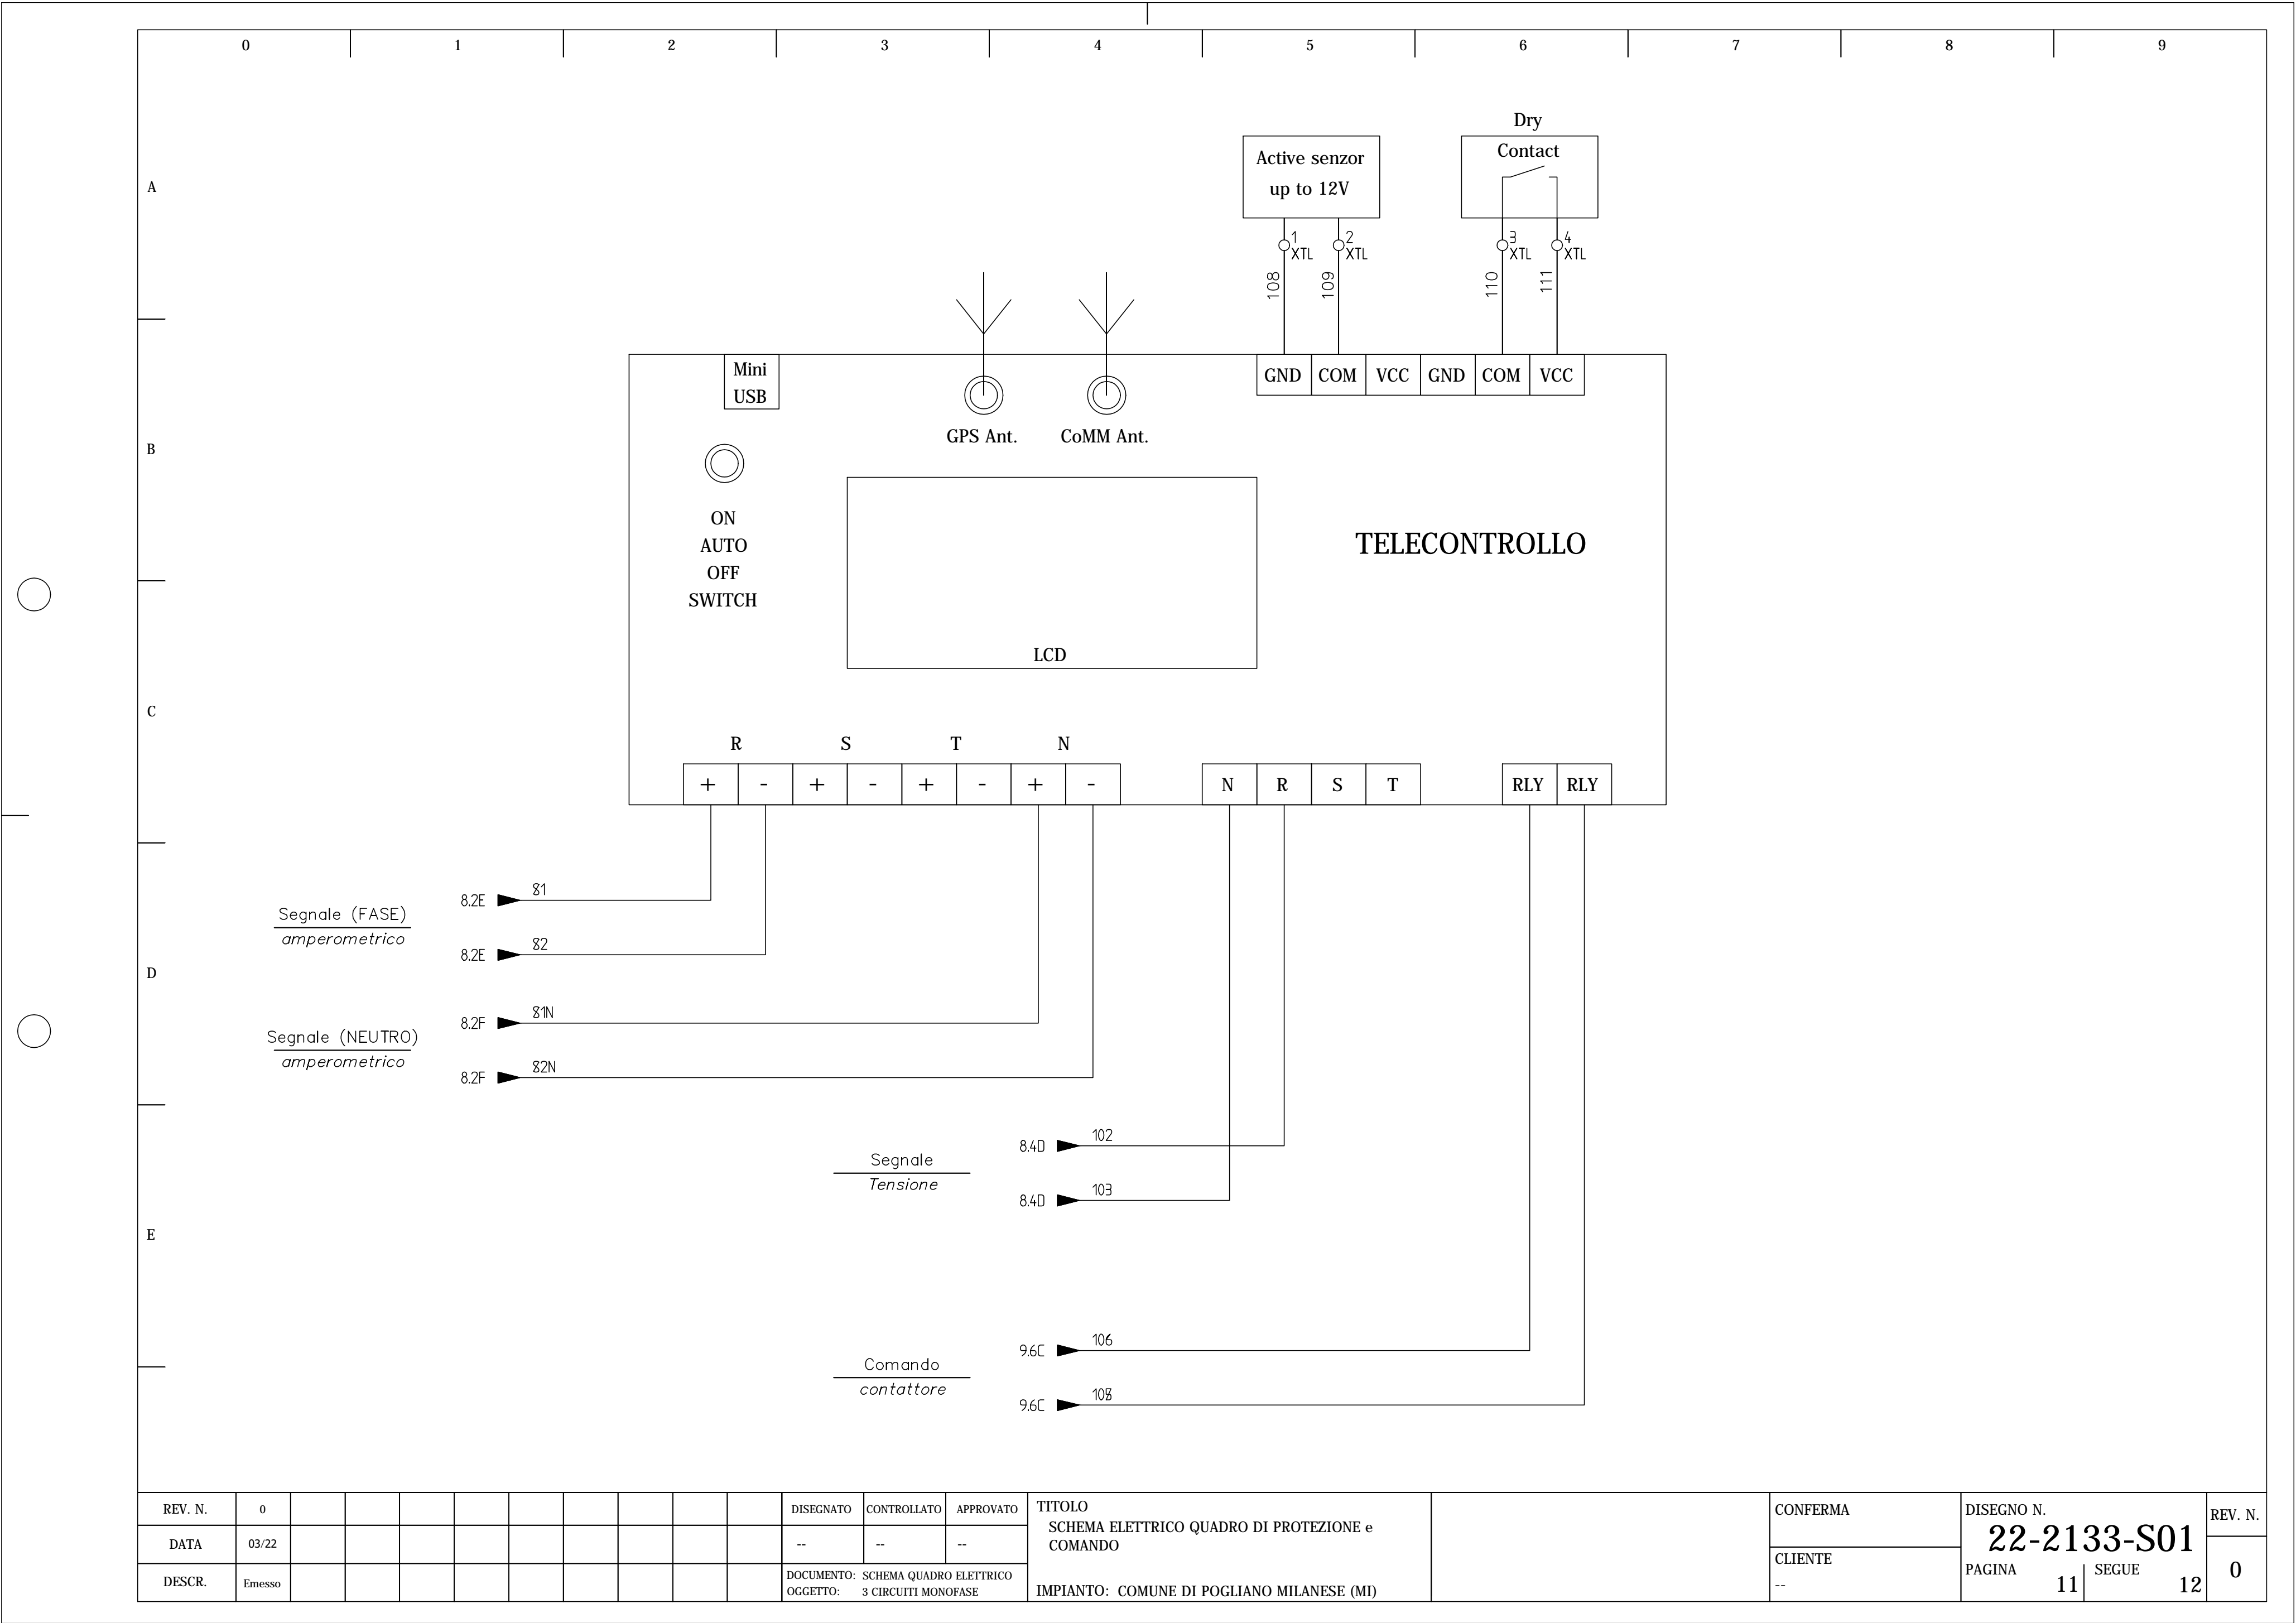 0 1 2 3 4 5 6 7 8 9
Dry
Contact
Active senzor
up to 12V
A
1
XTL
2
XTL
3
XTL
4
XTL
108
109
110
111
Mini
USB
GND COM VCC GND COM VCC
GPS Ant.
CoMM Ant.
B
ON
AUTO
OFF
SWITCH
TELECONTROLLO
LCD
C
R S T N
+ - + - + - + -
N R S T
RLY RLY
Segnale (FASE)
amperometrico
8.2E 81
8.2E 82
D
Segnale (NEUTRO)
amperometrico
8.2F 81N
8.2F 82N
Segnale
Tensione
8.4D 102
8.4D 103
E
Comando
contattore
9.6C 106
9.6C
REV. N. 0
DATA 03/22
DESCR. Emesso
DISEGNATO CONTROLLATO APPROVATO
-- -- --
DOCUMENTO: SCHEMA QUADRO ELETTRICO
OGGETTO: 3 CIRCUITI MONOFASE
TITOLO
SCHEMA ELETTRICO QUADRO DI PROTEZIONE e
COMANDO
IMPIANTO: COMUNE DI POGLIANO MILANESE (MI)
CONFERMA
CLIENTE
--
DISEGNO N.
22-2133-S01
PAGINA 11
SEGUE 12
REV. N.
0